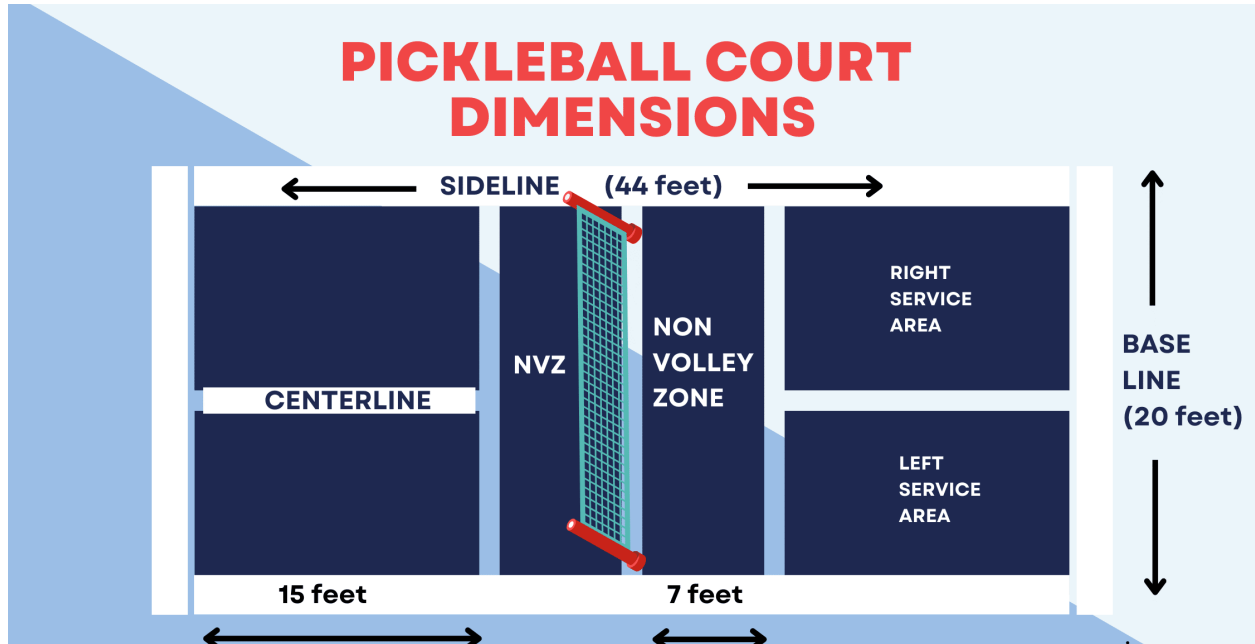 PICKLEBALL COURT
DIMENSIONS
SIDELINE (44 feet)
RIGHT
SERVICE
AREA
NON
VOLLEY
ZONE
NVZ
BASE
LINE
(20 feet)
CENTERLINE
LEFT
SERVICE
AREA
15 feet
7 feet